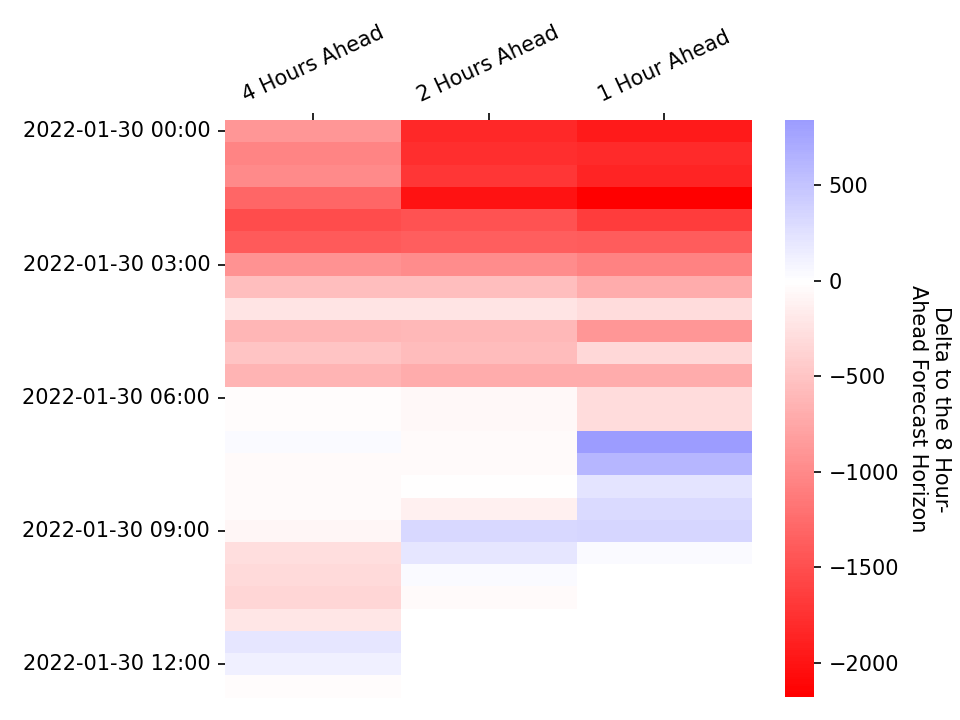 4 Hours Ahead
2 Hours Ahead
1 Hour Ahead
2022-01-30 00:00
2022-01-30 03:00
2022-01-30 06:00
2022-01-30 09:00
2022-01-30 12:00
500
0
−500
−1000
−1500
−2000
Delta to the 8 Hour-
Ahead Forecast Horizon